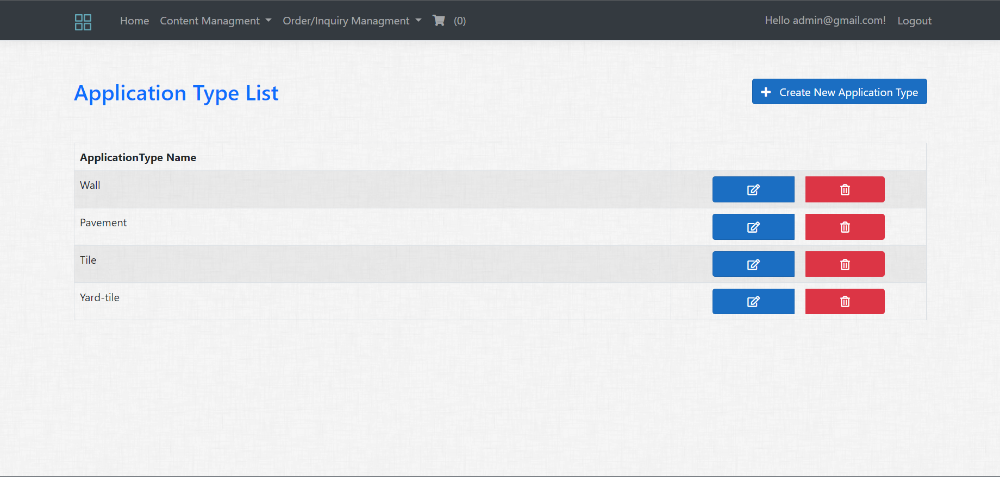 Home Content Managment Order/Inquiry Managment (0) Hello admin@gmail.com! Logout
Application Type List
Create New Application Type
ApplicationType Name
Wall
Pavement
Tile
Yard-tile